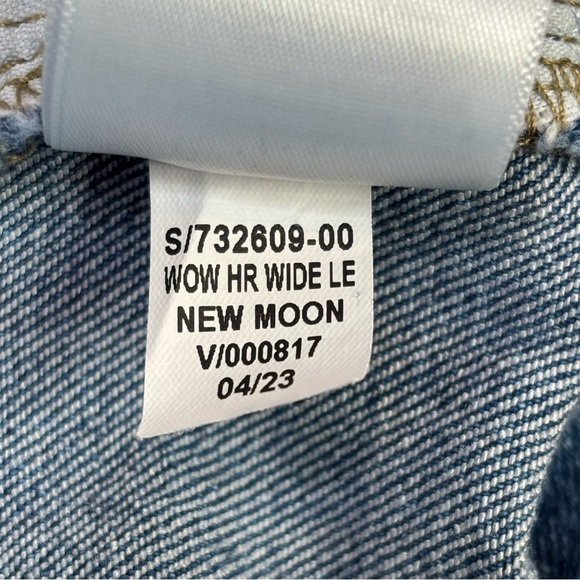 S/732609-00
WOW HR WIDE LE
NEW MOON
V/000817
04/23